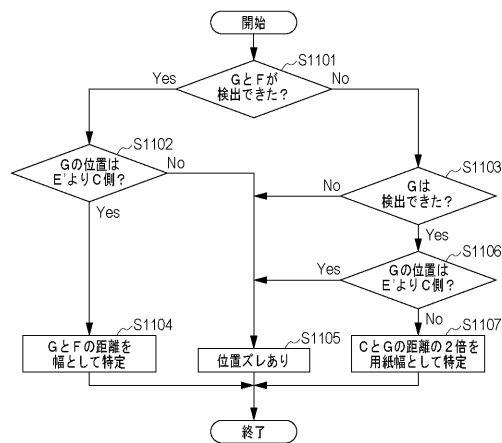 開始
S1101
GとFが
検出できた?
Yes
No
S1102
Gの位置は
E'よりC側?
No
Yes
S1103
Gは
検出できた?
No
Yes
S1106
Gの位置は
E'よりC側?
Yes
No
S1104
GとFの距離を
幅として特定
S1105
位置ズレあり
S1107
CとGの距離の2倍を
用紙幅として特定
終了